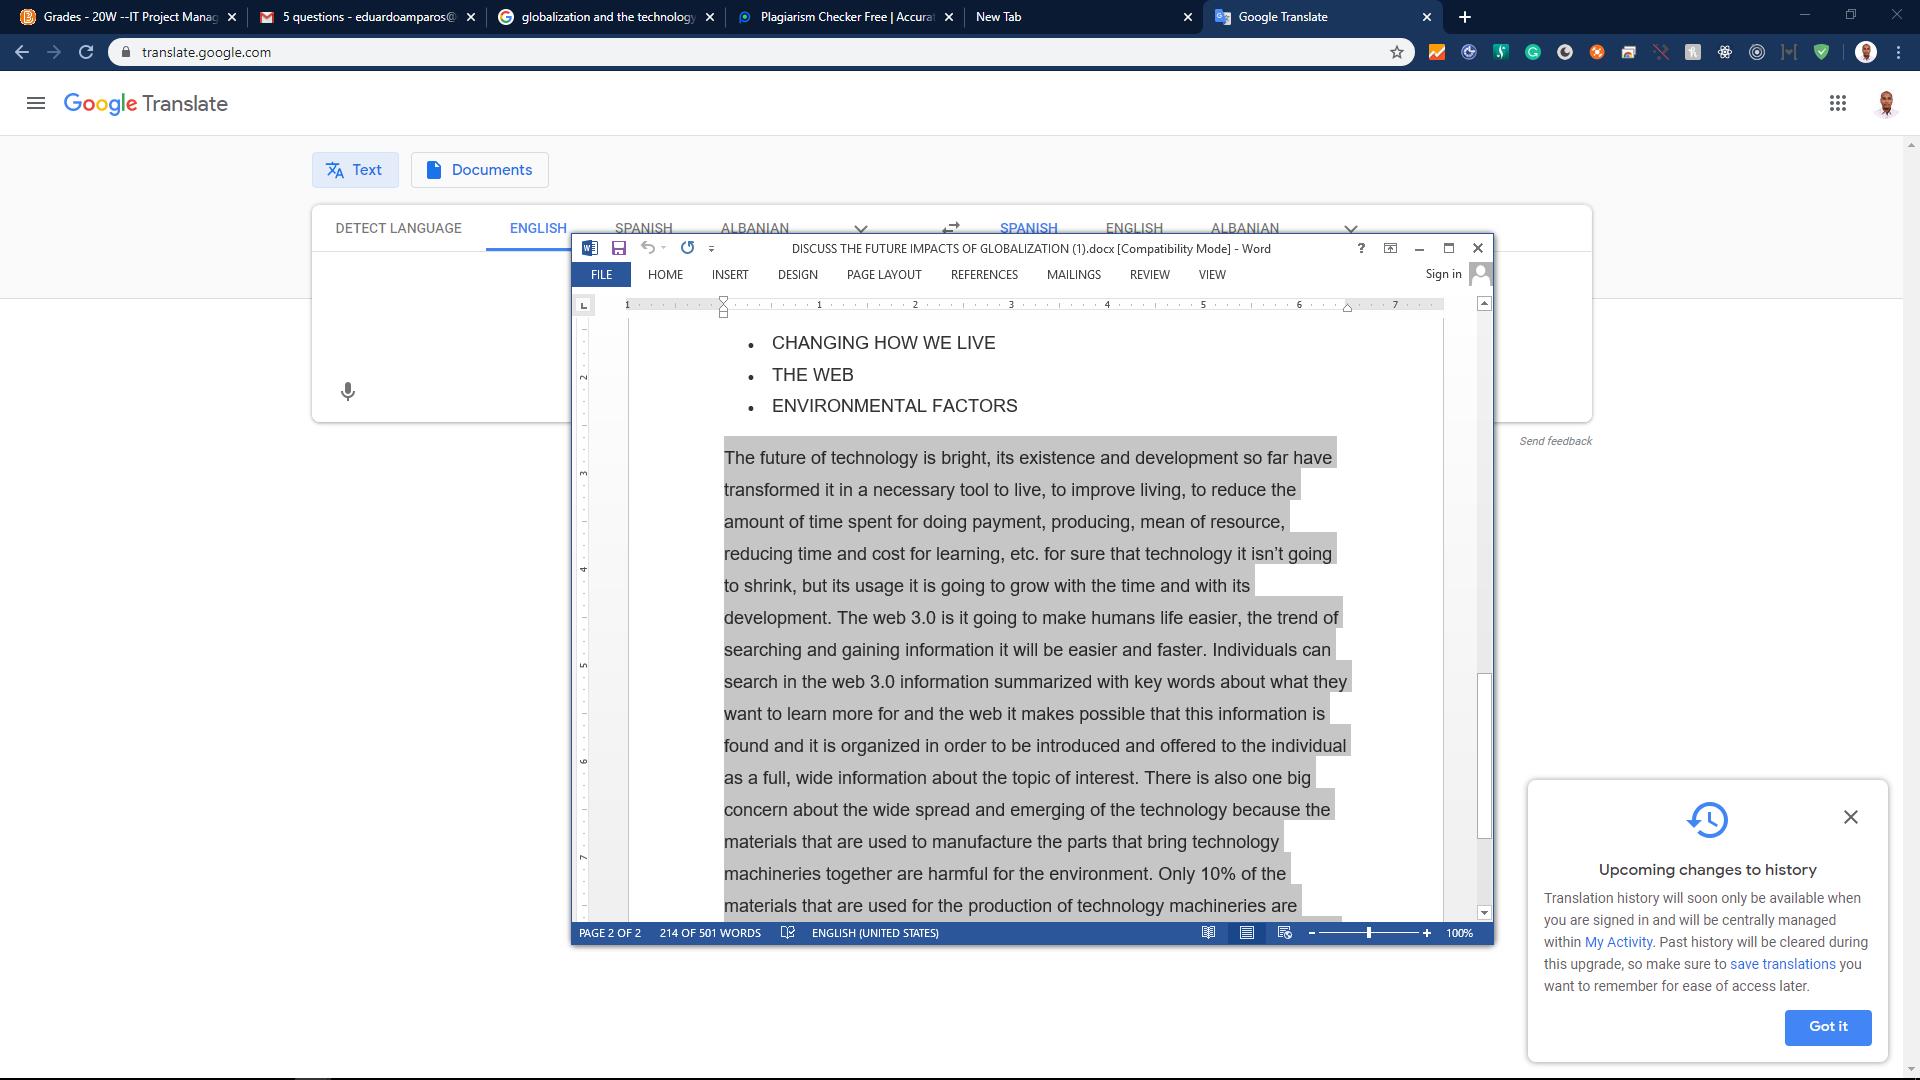 Grades - 20W --IT Project Manag
5 questions - eduardoamparos@
globalization and the technology
Plagiarism Checker Free | Accurat
New Tab
Google Translate
translate.google.com
Google Translate
Text
Documents
DETECT LANGUAGE
ENGLISH
SPANISH
ALBANIAN
SPANISH
ENGLISH
ALBANIAN
DISCUSS THE FUTURE IMPACTS OF GLOBALIZATION (1).docx [Compatibility Mode] - Word
FILE
HOME
INSERT
DESIGN
PAGE LAYOUT
REFERENCES
MAILINGS
REVIEW
VIEW
Sign in
1 1 2 3 4 5 6 7
2
3
4
5
6
7
• CHANGING HOW WE LIVE
• THE WEB
• ENVIRONMENTAL FACTORS
The future of technology is bright, its existence and development so far have
transformed it in a necessary tool to live, to improve living, to reduce the
amount of time spent for doing payment, producing, mean of resource,
reducing time and cost for learning, etc. for sure that technology it isn’t going
to shrink, but its usage it is going to grow with the time and with its
development. The web 3.0 is it going to make humans life easier, the trend of
searching and gaining information it will be easier and faster. Individuals can
search in the web 3.0 information summarized with key words about what they
want to learn more for and the web it makes possible that this information is
found and it is organized in order to be introduced and offered to the individual
as a full, wide information about the topic of interest. There is also one big
concern about the wide spread and emerging of the technology because the
materials that are used to manufacture the parts that bring technology
machineries together are harmful for the environment. Only 10% of the
materials that are used for the production of technology machineries are
PAGE 2 OF 2
214 OF 501 WORDS
ENGLISH (UNITED STATES)
100%
Send feedback
Upcoming changes to history
Translation history will soon only be available when
you are signed in and will be centrally managed
within My Activity. Past history will be cleared during
this upgrade, so make sure to save translations you
want to remember for ease of access later.
Got it